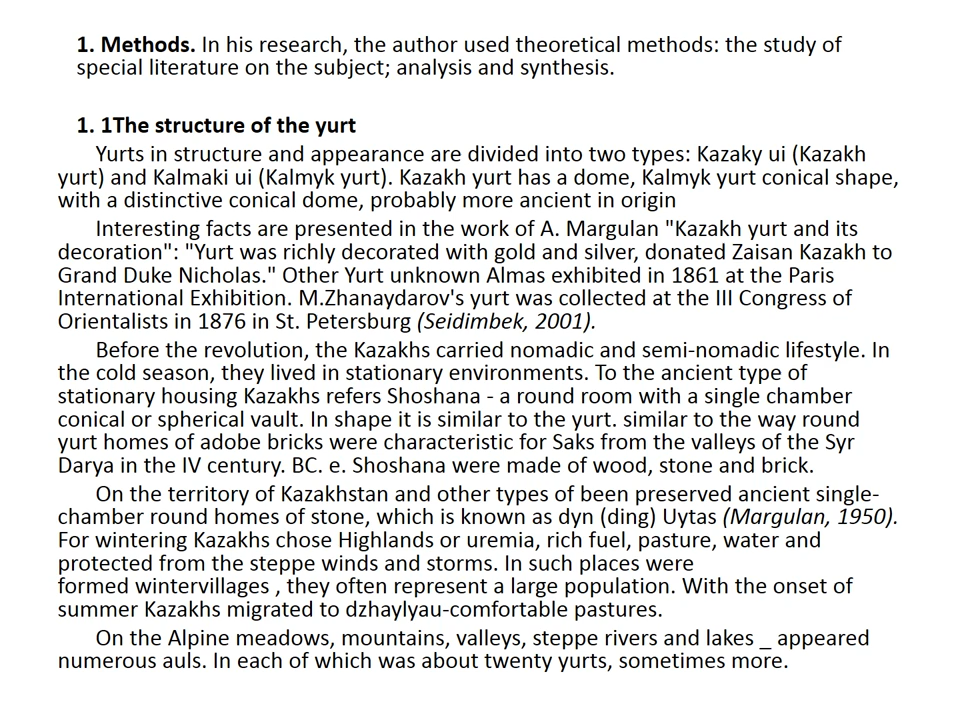 1. Methods. In his research, the author used theoretical methods: the study of
special literature on the subject; analysis and synthesis.
1. 1The structure of the yurt
Yurts in structure and appearance are divided into two types: Kazaky ui (Kazakh
yurt) and Kalmaki ui (Kalmyk yurt). Kazakh yurt has a dome, Kalmyk yurt conical shape,
with a distinctive conical dome, probably more ancient in origin
Interesting facts are presented in the work of A. Margulan "Kazakh yurt and its
decoration": "Yurt was richly decorated with gold and silver, donated Zaisan Kazakh to
Grand Duke Nicholas." Other Yurt unknown Almas exhibited in 1861 at the Paris
International Exhibition. M.Zhanaydarov's yurt was collected at the III Congress of
Orientalists in 1876 in St. Petersburg (Seidimbek, 2001).
Before the revolution, the Kazakhs carried nomadic and semi-nomadic lifestyle. In
the cold season, they lived in stationary environments. To the ancient type of
stationary housing Kazakhs refers Shoshana - a round room with a single chamber
conical or spherical vault. In shape it is similar to the yurt. similar to the way round
yurt homes of adobe bricks were characteristic for Saks from the valleys of the Syr
Darya in the IV century. BC. e. Shoshana were made of wood, stone and brick.
On the territory of Kazakhstan and other types of been preserved ancient single-
chamber round homes of stone, which is known as dyn (ding) Uytas (Margulan, 1950).
For wintering Kazakhs chose Highlands or uremia, rich fuel, pasture, water and
protected from the steppe winds and storms. In such places were
formed wintervillages , they often represent a large population. With the onset of
summer Kazakhs migrated to dzhaylyau-comfortable pastures.
On the Alpine meadows, mountains, valleys, steppe rivers and lakes _ appeared
numerous auls. In each of which was about twenty yurts, sometimes more.